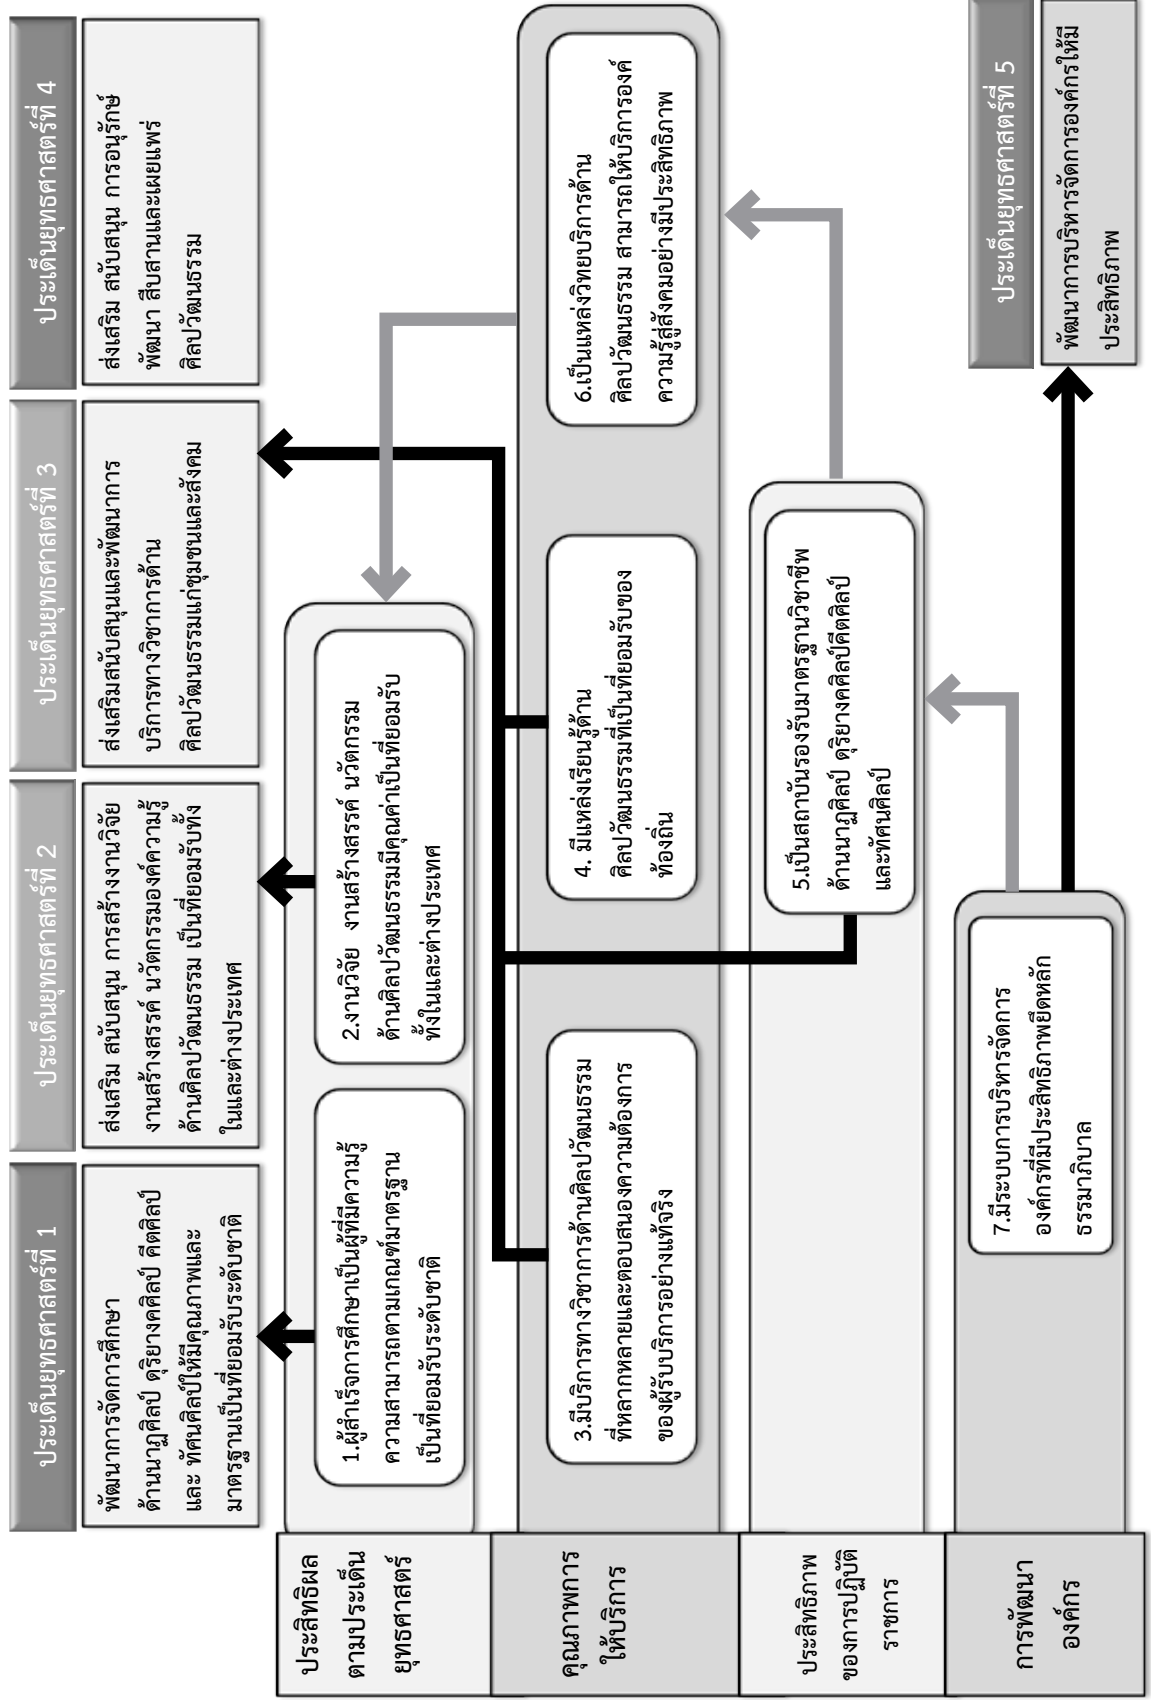 ประเด็นยุทธศาสตร์ที่ 1
พัฒนาการจัดการศึกษา
ด้านนาฏศิลป์ ดุริยางคศิลป์ คีตศิลป์
และ ทัศนศิลป์ให้มีคุณภาพและ
มาตรฐานเป็นที่ยอมรับระดับชาติ
ประเด็นยุทธศาสตร์ที่ 2
ส่งเสริม สนับสนุน การสร้างงานวิจัย
งานสร้างสรรค์ นวัตกรรมองค์ความรู้
ด้านศิลปวัฒนธรรม เป็นที่ยอมรับทั้ง
ในและต่างประเทศ
ประเด็นยุทธศาสตร์ที่ 3
ส่งเสริมสนับสนุนและพัฒนาการ
บริการทางวิชาการด้าน
ศิลปวัฒนธรรมแก่ชุมชนและสังคม
ประเด็นยุทธศาสตร์ที่ 4
ส่งเสริม สนับสนุน การอนุรักษ์
พัฒนา สืบสานและเผยแพร่
ศิลปวัฒนธรรม
ประสิทธิผล
ตามประเด็น
ยุทธศาสตร์
1.ผู้สำเร็จการศึกษาเป็นผู้ที่มีความรู้
ความสามารถตามเกณฑ์มาตรฐาน
เป็นที่ยอมรับระดับชาติ
2.งานวิจัย งานสร้างสรรค์ นวัตกรรม
ด้านศิลปวัฒนธรรมมีคุณค่าเป็นที่ยอมรับ
ทั้งในและต่างประเทศ
คุณภาพการ
ให้บริการ
3.มีบริการทางวิชาการด้านศิลปวัฒนธรรม
ที่หลากหลายและตอบสนองความต้องการ
ของผู้รับบริการอย่างแท้จริง
4. มีแหล่งเรียนรู้ด้าน
ศิลปวัฒนธรรมที่เป็นที่ยอมรับของ
ท้องถิ่น
6.เป็นแหล่งวิทยบริการด้าน
ศิลปวัฒนธรรม สามารถให้บริการองค์
ความรู้สู่สังคมอย่างมีประสิทธิภาพ
ประสิทธิภาพ
ของการปฏิบัติ
ราชการ
5.เป็นสถาบันรองรับมาตรฐานวิชาชีพ
ด้านนาฏศิลป์ ดุริยางคศิลป์คีตศิลป์
และทัศนศิลป์
การพัฒนา
องค์กร
7.มีระบบการบริหารจัดการ
องค์กรที่มีประสิทธิภาพยึดหลัก
ธรรมาภิบาล
ประเด็นยุทธศาสตร์ที่ 5
พัฒนาการบริหารจัดการองค์กรให้มี
ประสิทธิภาพ